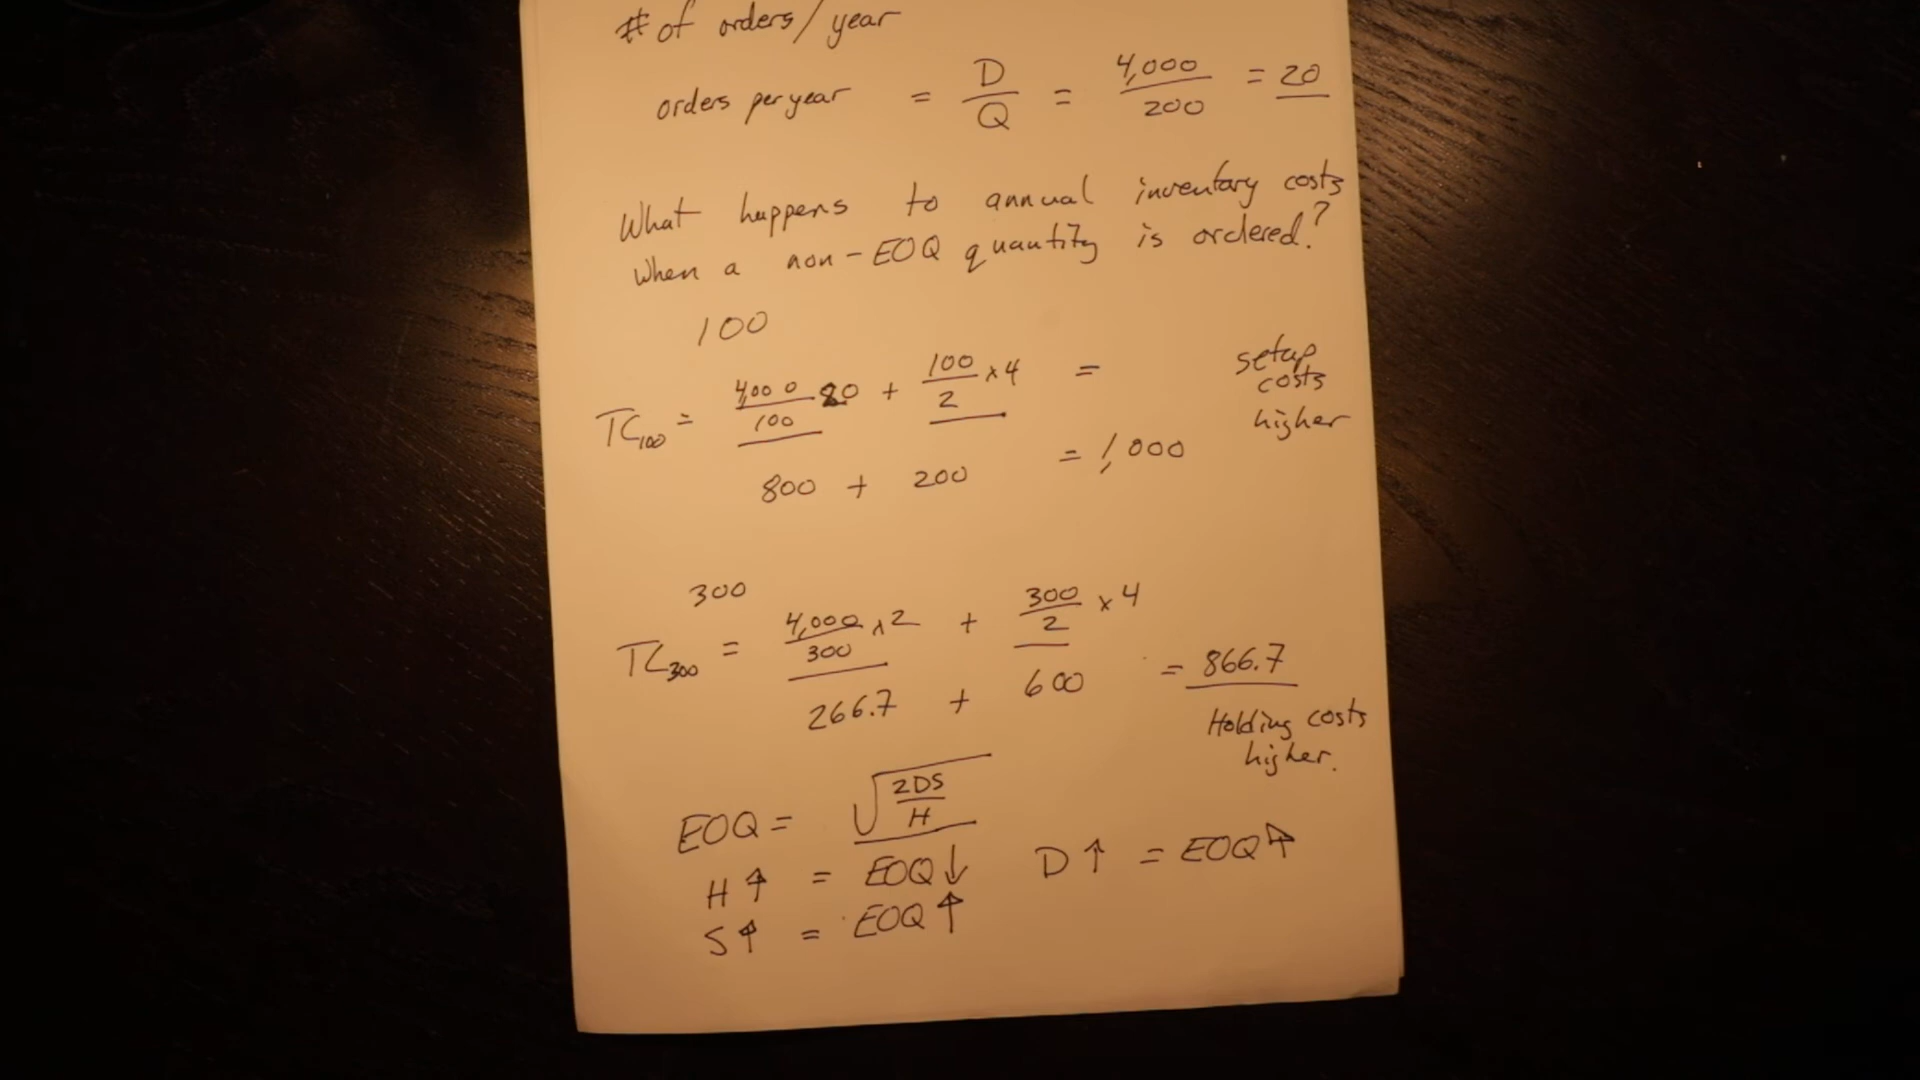 # of orders/year
orders per year = D/Q = 4,000/200 = 20
What happens to annual inventory costs
when a non-EOQ quantity is ordered?
100
TC100 = 4,000/100 20 + 100/2 x 4 =
setup
costs
higher
800 + 200 = 1,000
300
TC300 = 4,000/300 x 2 + 300/2 x 4
266.7 + 600 = 866.7
Holding costs
higher.
EOQ = √2DS/H
H↑ = EOQ↓ D↑ = EOQ↑
S↑ = EOQ↑